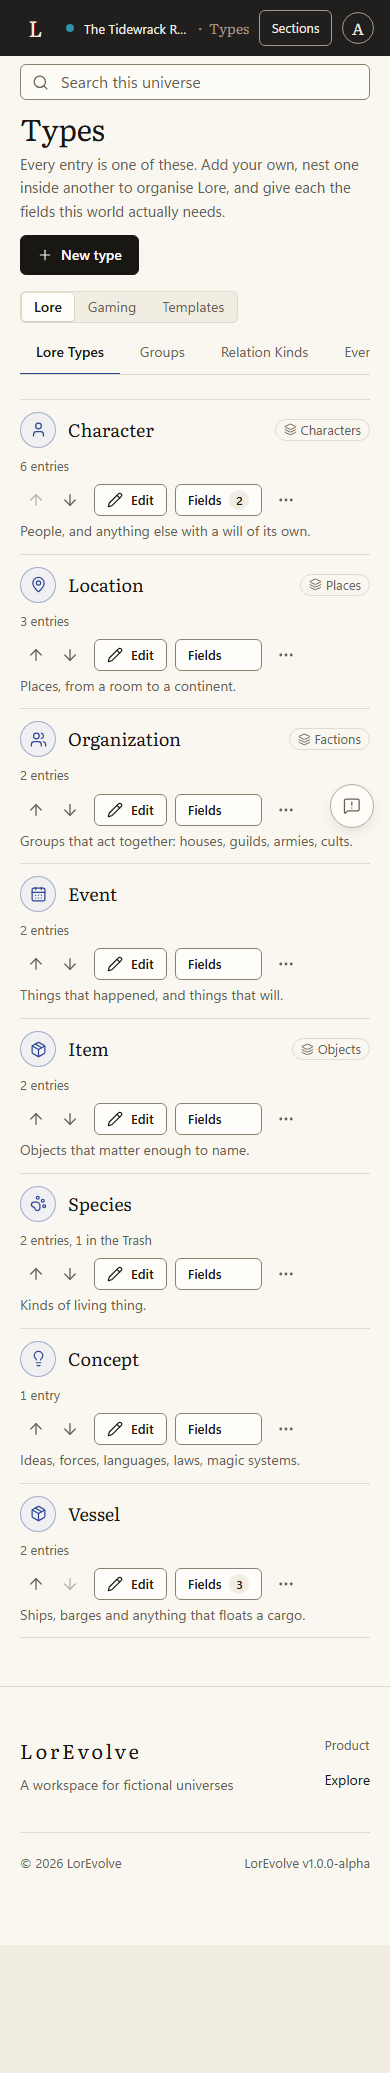 L
The Tidewrack R... · Types
Sections
A
Search this universe
Types
Every entry is one of these. Add your own, nest one
inside another to organise Lore, and give each the
fields this world actually needs.
New type
Lore Gaming Templates
Lore Types Groups Relation Kinds Ever
Character Characters
6 entries
Edit Fields 2
People, and anything else with a will of its own.
Location Places
3 entries
Edit Fields
Places, from a room to a continent.
Organization Factions
2 entries
Edit Fields
Groups that act together: houses, guilds, armies, cults.
Event
2 entries
Edit Fields
Things that happened, and things that will.
Item Objects
2 entries
Edit Fields
Objects that matter enough to name.
Species
2 entries, 1 in the Trash
Edit Fields
Kinds of living thing.
Concept
1 entry
Edit Fields
Ideas, forces, languages, laws, magic systems.
Vessel
2 entries
Edit Fields 3
Ships, barges and anything that floats a cargo.
LorEvolve
A workspace for fictional universes
Product
Explore
© 2026 LorEvolve
LorEvolve v1.0.0-alpha